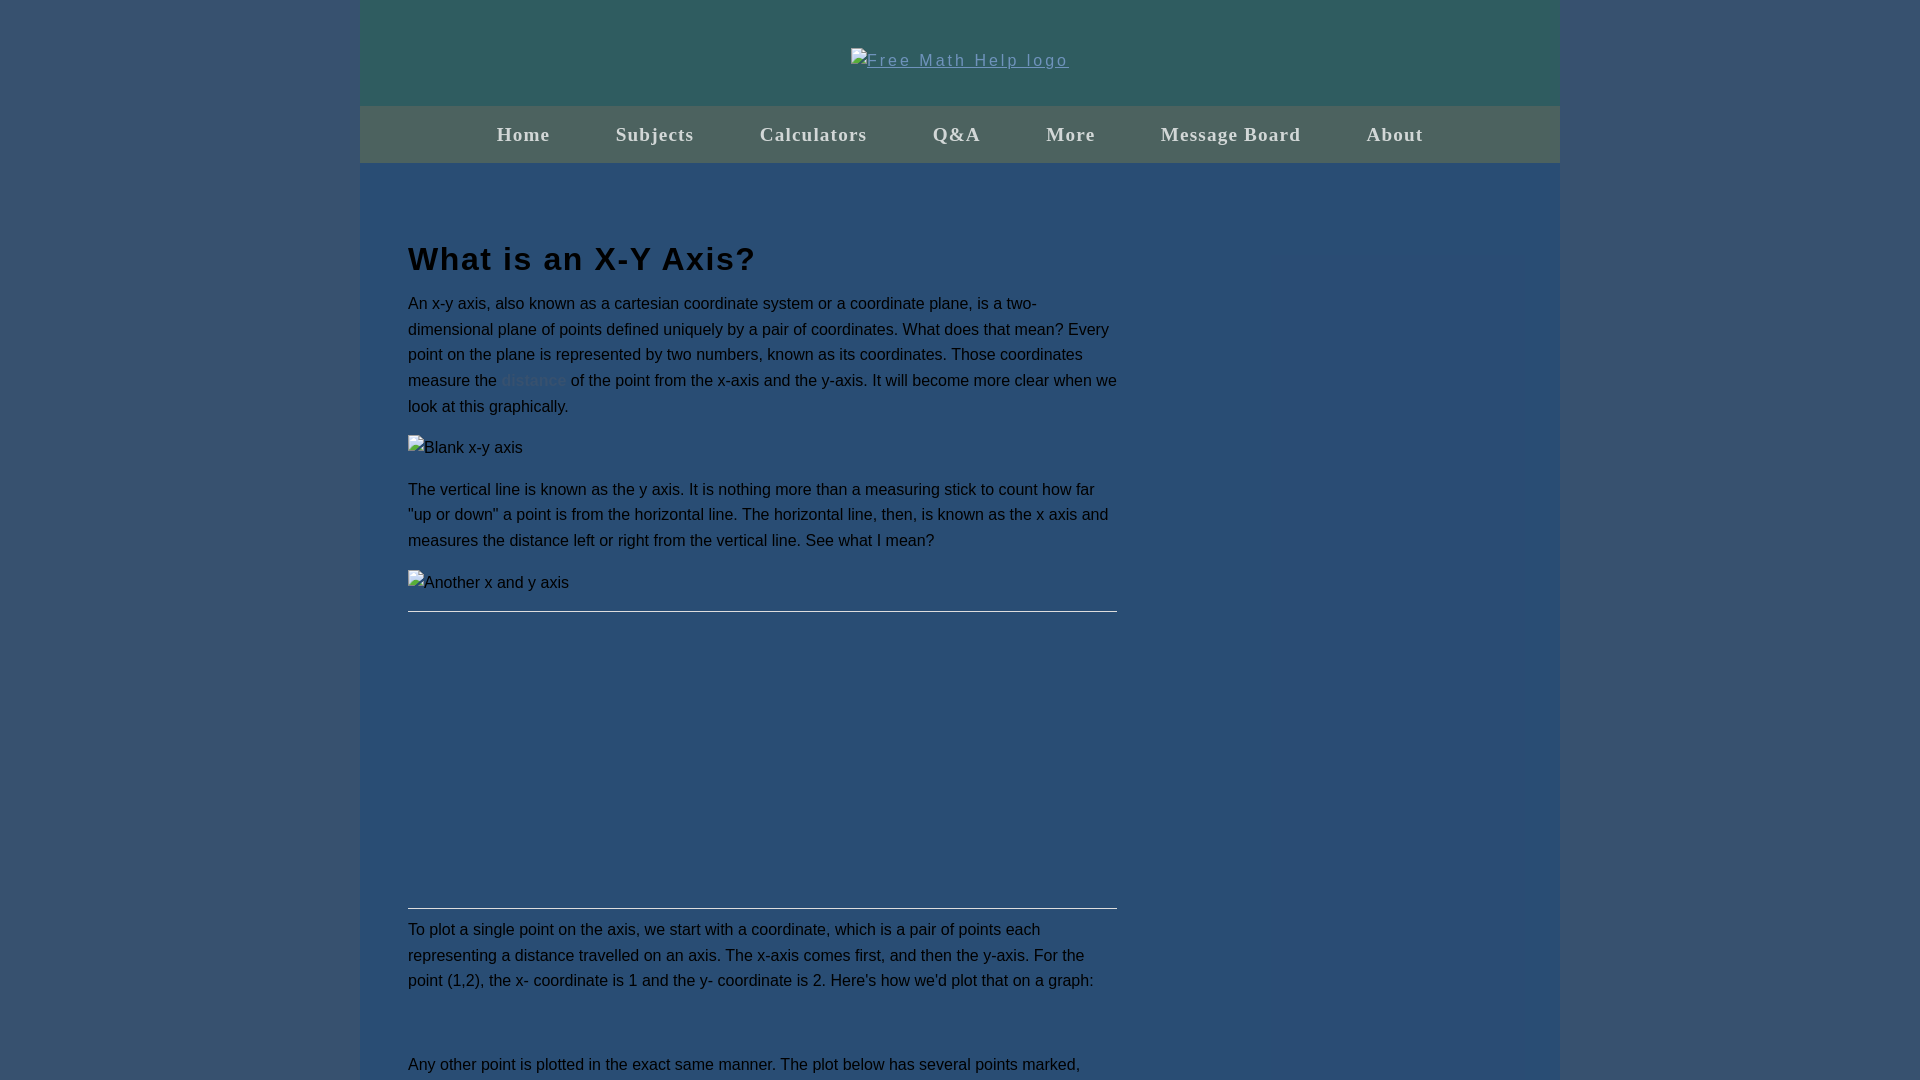 Free Math Help logo
Home Subjects Calculators Q&A More Message Board About
What is an X-Y Axis?
An x-y axis, also known as a cartesian coordinate system or a coordinate plane, is a two-
dimensional plane of points defined uniquely by a pair of coordinates. What does that mean? Every
point on the plane is represented by two numbers, known as its coordinates. Those coordinates
measure the distance of the point from the x-axis and the y-axis. It will become more clear when we
look at this graphically.
Blank x-y axis
The vertical line is known as the y axis. It is nothing more than a measuring stick to count how far
"up or down" a point is from the horizontal line. The horizontal line, then, is known as the x axis and
measures the distance left or right from the vertical line. See what I mean?
Another x and y axis
To plot a single point on the axis, we start with a coordinate, which is a pair of points each
representing a distance travelled on an axis. The x-axis comes first, and then the y-axis. For the
point (1,2), the x- coordinate is 1 and the y- coordinate is 2. Here's how we'd plot that on a graph:
Any other point is plotted in the exact same manner. The plot below has several points marked,